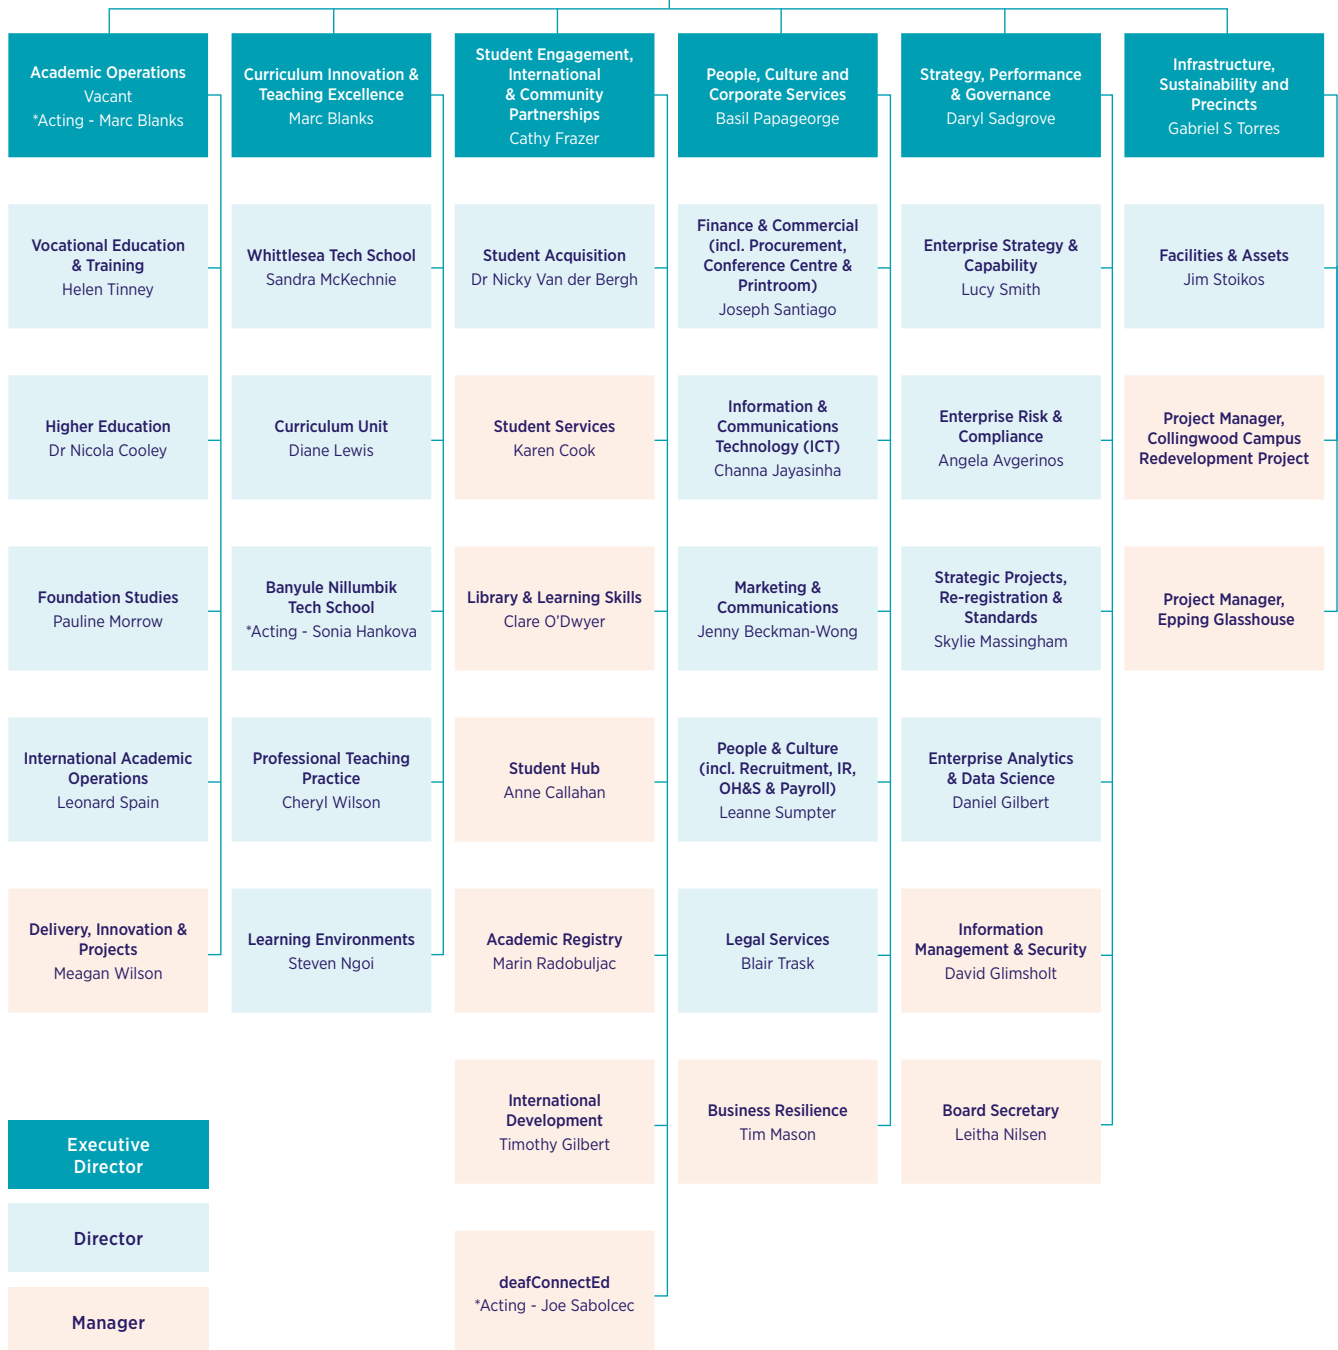 Academic Operations
Vacant
*Acting - Marc Blanks
Vocational Education
& Training
Helen Tinney
Higher Education
Dr Nicola Cooley
Foundation Studies
Pauline Morrow
International Academic
Operations
Leonard Spain
Delivery, Innovation &
Projects
Meagan Wilson
Curriculum Innovation &
Teaching Excellence
Marc Blanks
Whittlesea Tech School
Sandra McKechnie
Curriculum Unit
Diane Lewis
Banyule Nillumbik
Tech School
*Acting - Sonia Hankova
Professional Teaching
Practice
Cheryl Wilson
Learning Environments
Steven Ngoi
Student Engagement,
International
& Community
Partnerships
Cathy Frazer
Student Acquisition
Dr Nicky Van der Bergh
Student Services
Karen Cook
Library & Learning Skills
Clare O'Dwyer
Student Hub
Anne Callahan
Academic Registry
Marin Radobuljac
International
Development
Timothy Gilbert
deafConnectEd
*Acting - Joe Sabolcec
People, Culture and
Corporate Services
Basil Papageorge
Finance & Commercial
(incl. Procurement,
Conference Centre &
Printroom)
Joseph Santiago
Information &
Communications
Technology (ICT)
Channa Jayasinha
Marketing &
Communications
Jenny Beckman-Wong
People & Culture
(incl. Recruitment, IR,
OH&S & Payroll)
Leanne Sumpter
Legal Services
Blair Trask
Business Resilience
Tim Mason
Strategy, Performance
& Governance
Daryl Sadgrove
Enterprise Strategy &
Capability
Lucy Smith
Enterprise Risk &
Compliance
Angela Avgerinos
Strategic Projects,
Re-registration &
Standards
Skylie Massingham
Enterprise Analytics
& Data Science
Daniel Gilbert
Information
Management & Security
David Glimsholt
Board Secretary
Leitha Nilsen
Infrastructure,
Sustainability and
Precincts
Gabriel S Torres
Facilities & Assets
Jim Stoikos
Project Manager,
Collingwood Campus
Redevelopment Project
Project Manager,
Epping Glasshouse
Executive
Director
Director
Manager